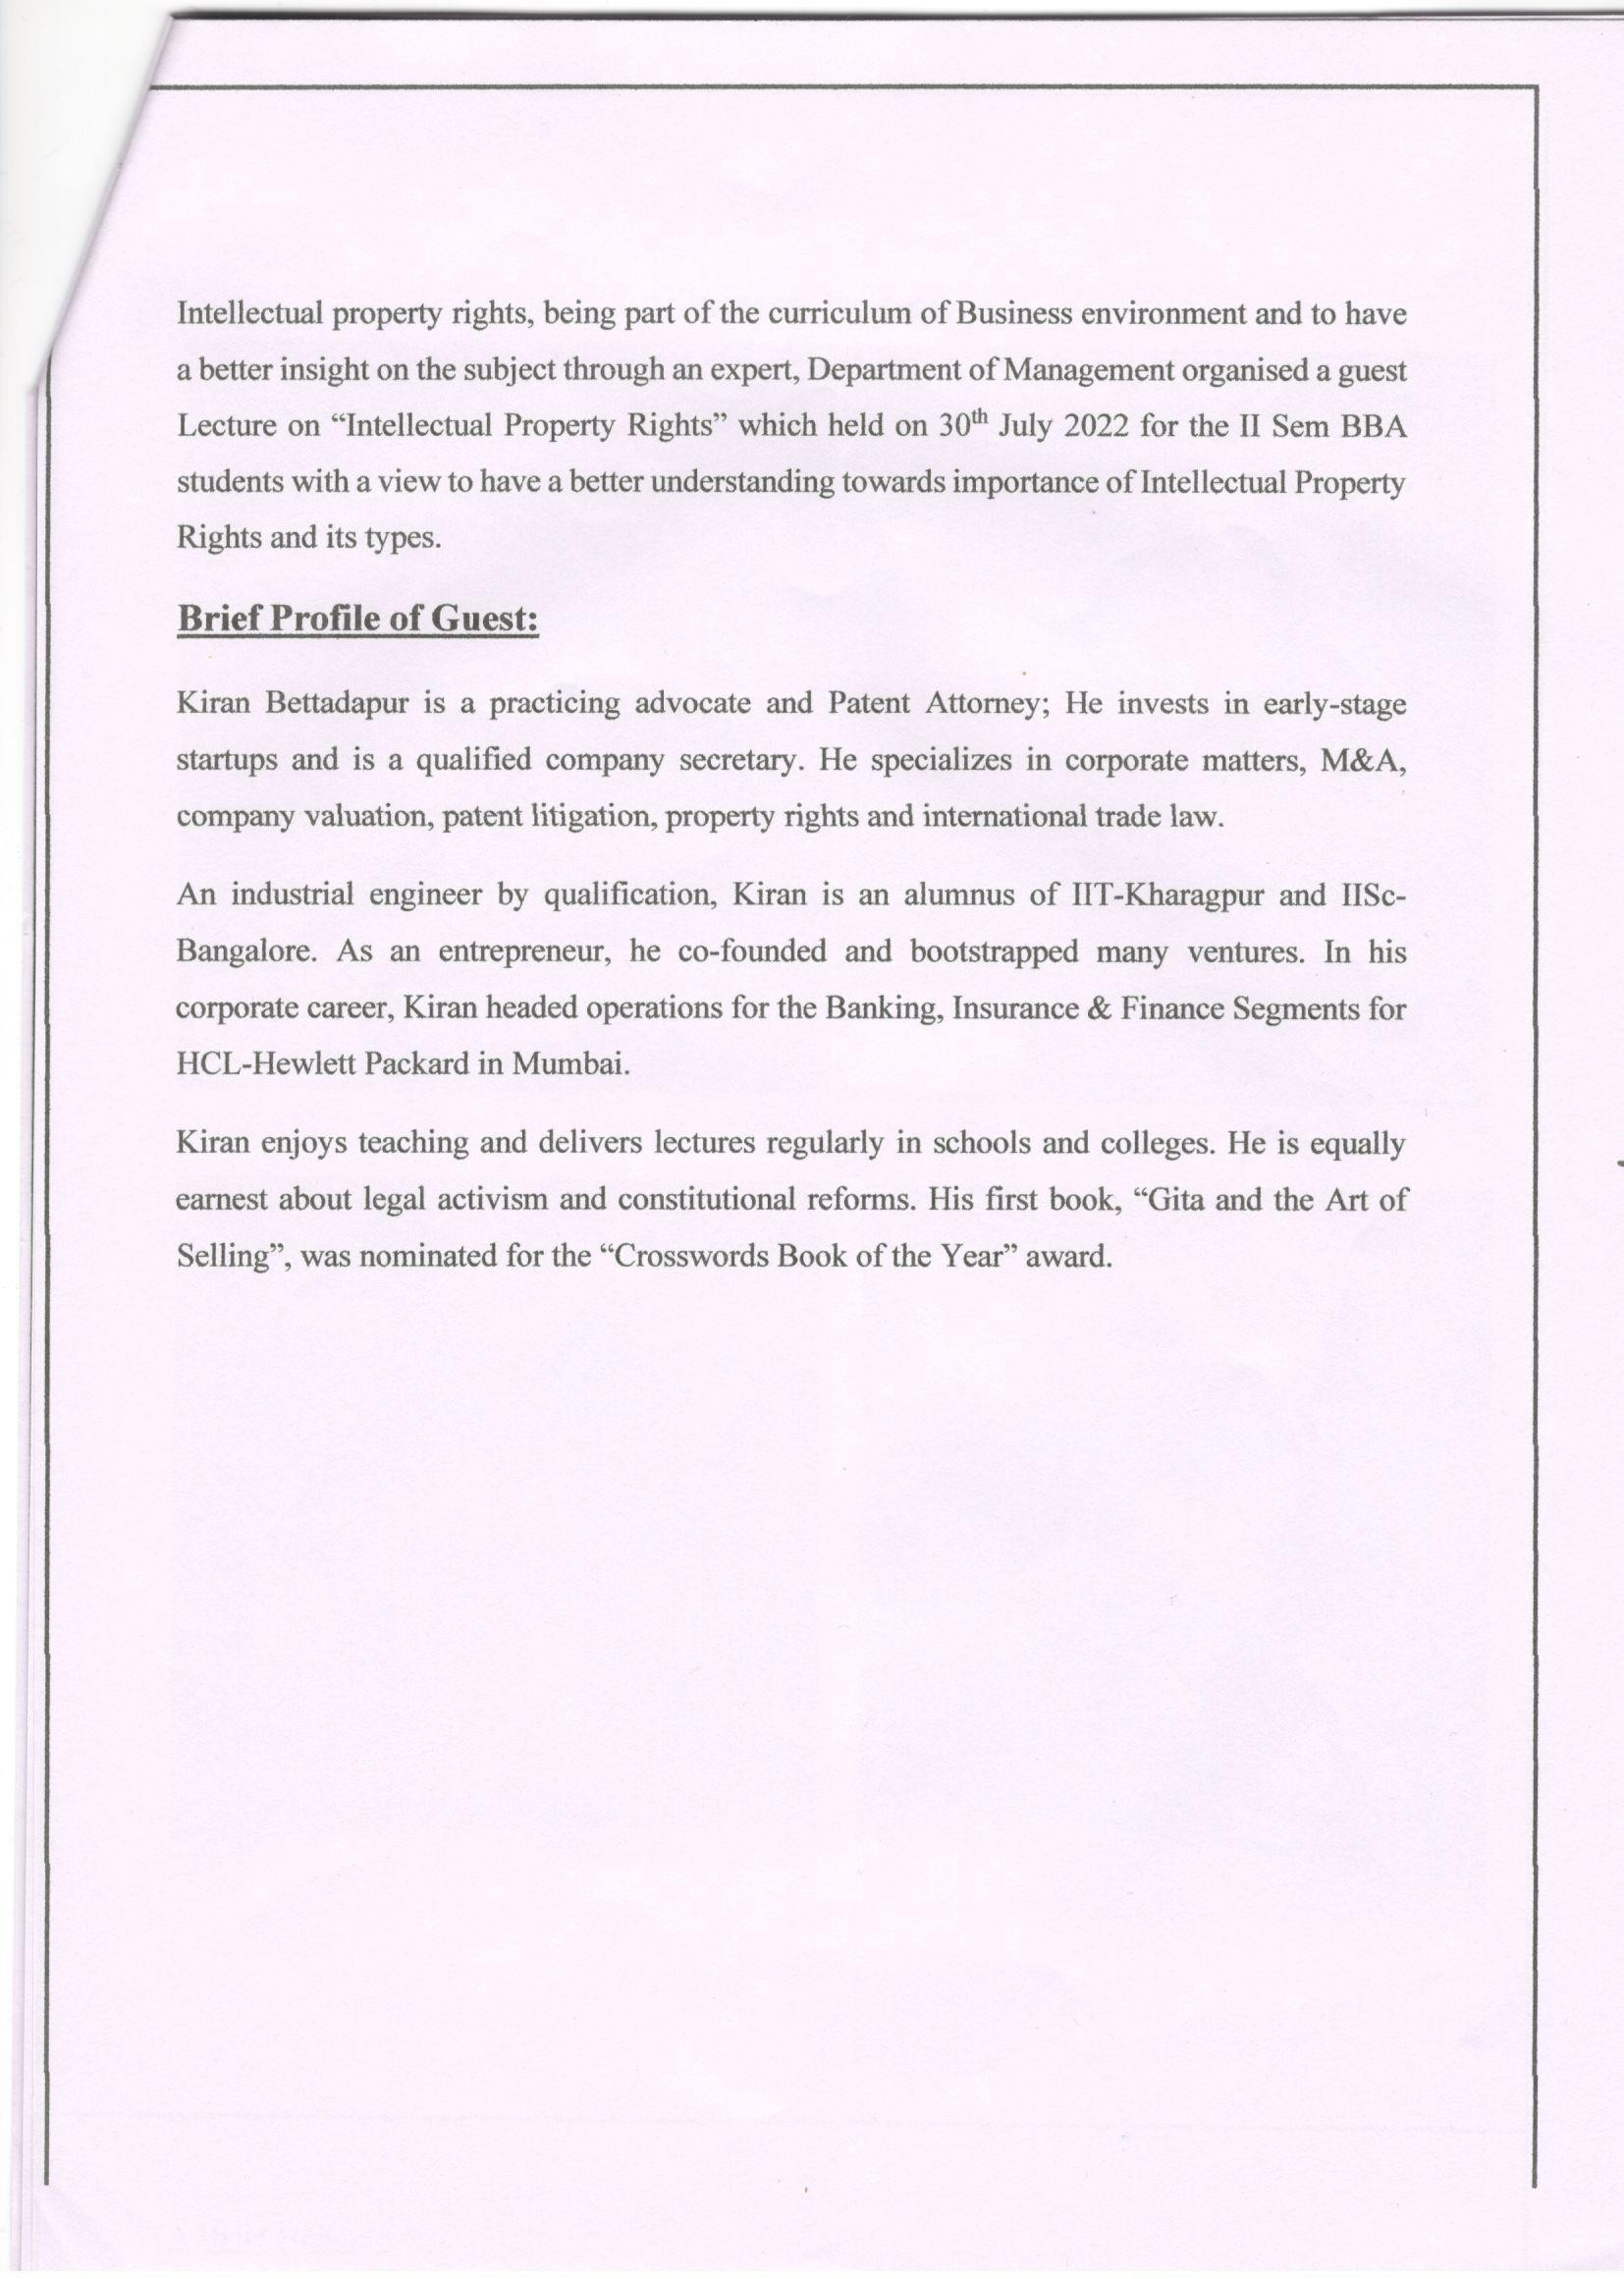 Intellectual property rights, being part of the curriculum of Business environment and to have
a better insight on the subject through an expert, Department of Management organised a guest
Lecture on “Intellectual Property Rights” which held on 30th July 2022 for the II Sem BBA
students with a view to have a better understanding towards importance of Intellectual Property
Rights and its types.
Brief Profile of Guest:
Kiran Bettadapur is a practicing advocate and Patent Attorney; He invests in early-stage
startups and is a qualified company secretary. He specializes in corporate matters, M&A,
company valuation, patent litigation, property rights and international trade law.
An industrial engineer by qualification, Kiran is an alumnus of IIT-Kharagpur and IISc-
Bangalore. As an entrepreneur, he co-founded and bootstrapped many ventures. In his
corporate career, Kiran headed operations for the Banking, Insurance & Finance Segments for
HCL-Hewlett Packard in Mumbai.
Kiran enjoys teaching and delivers lectures regularly in schools and colleges. He is equally
earnest about legal activism and constitutional reforms. His first book, “Gita and the Art of
Selling”, was nominated for the “Crosswords Book of the Year” award.